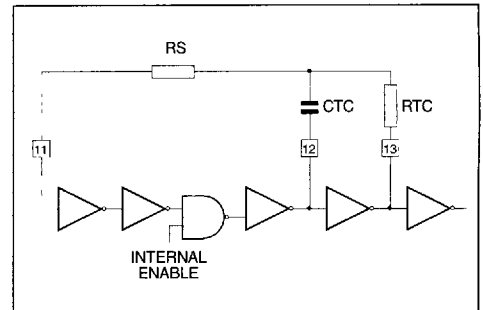 RS
CTC
RTC
11
12
13
INTERNAL
ENABLE